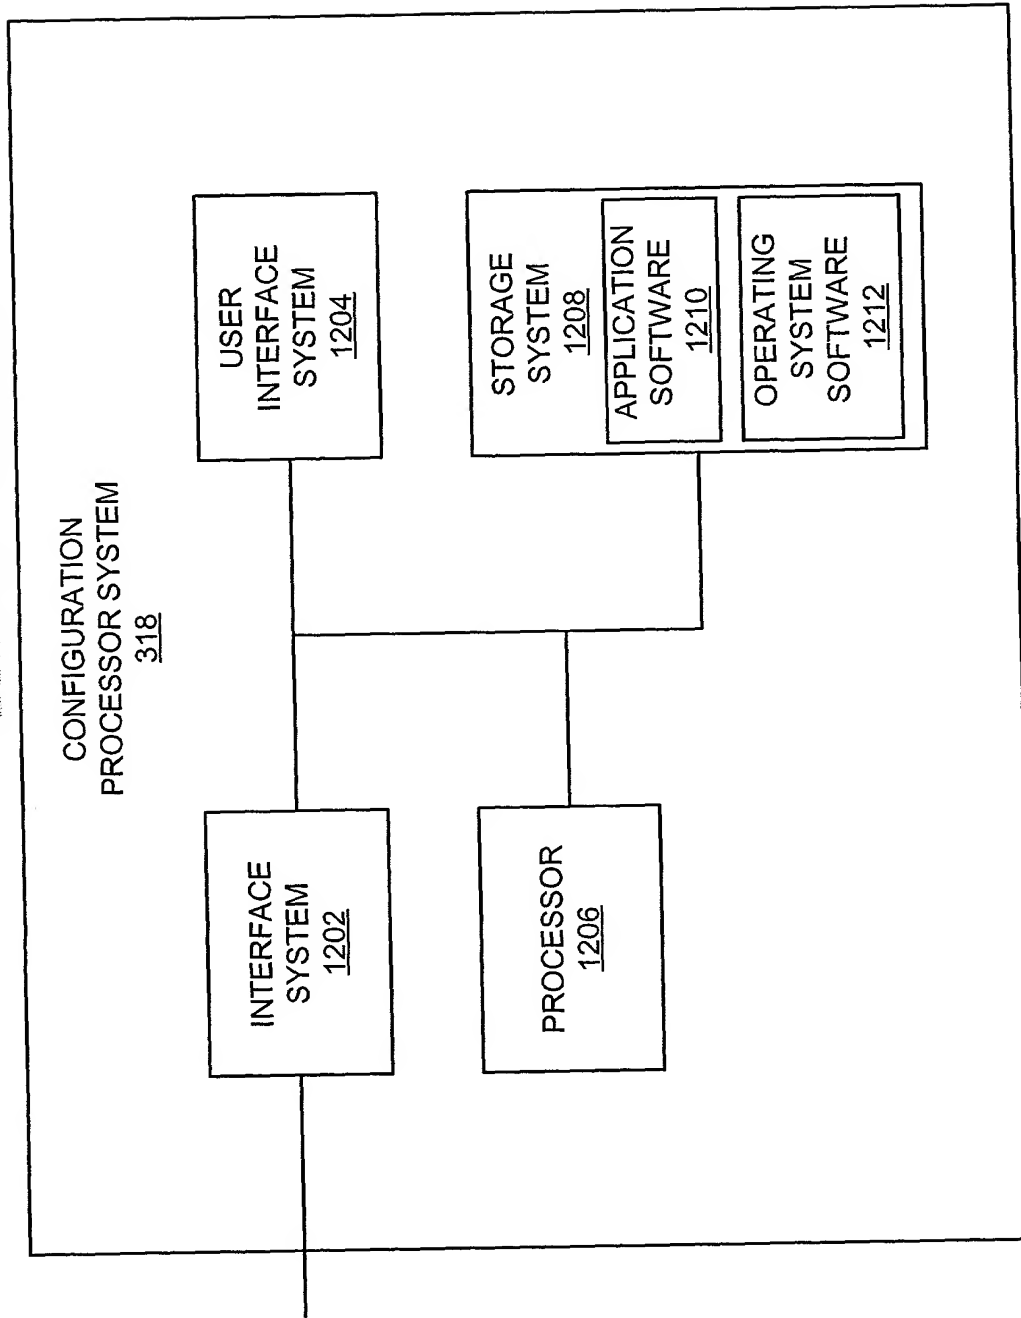 CONFIGURATION
PROCESSOR SYSTEM
318
INTERFACE
SYSTEM
1202
USER
INTERFACE
SYSTEM
1204
PROCESSOR
1206
STORAGE
SYSTEM
1208
APPLICATION
SOFTWARE
1210
OPERATING
SYSTEM
SOFTWARE
1212